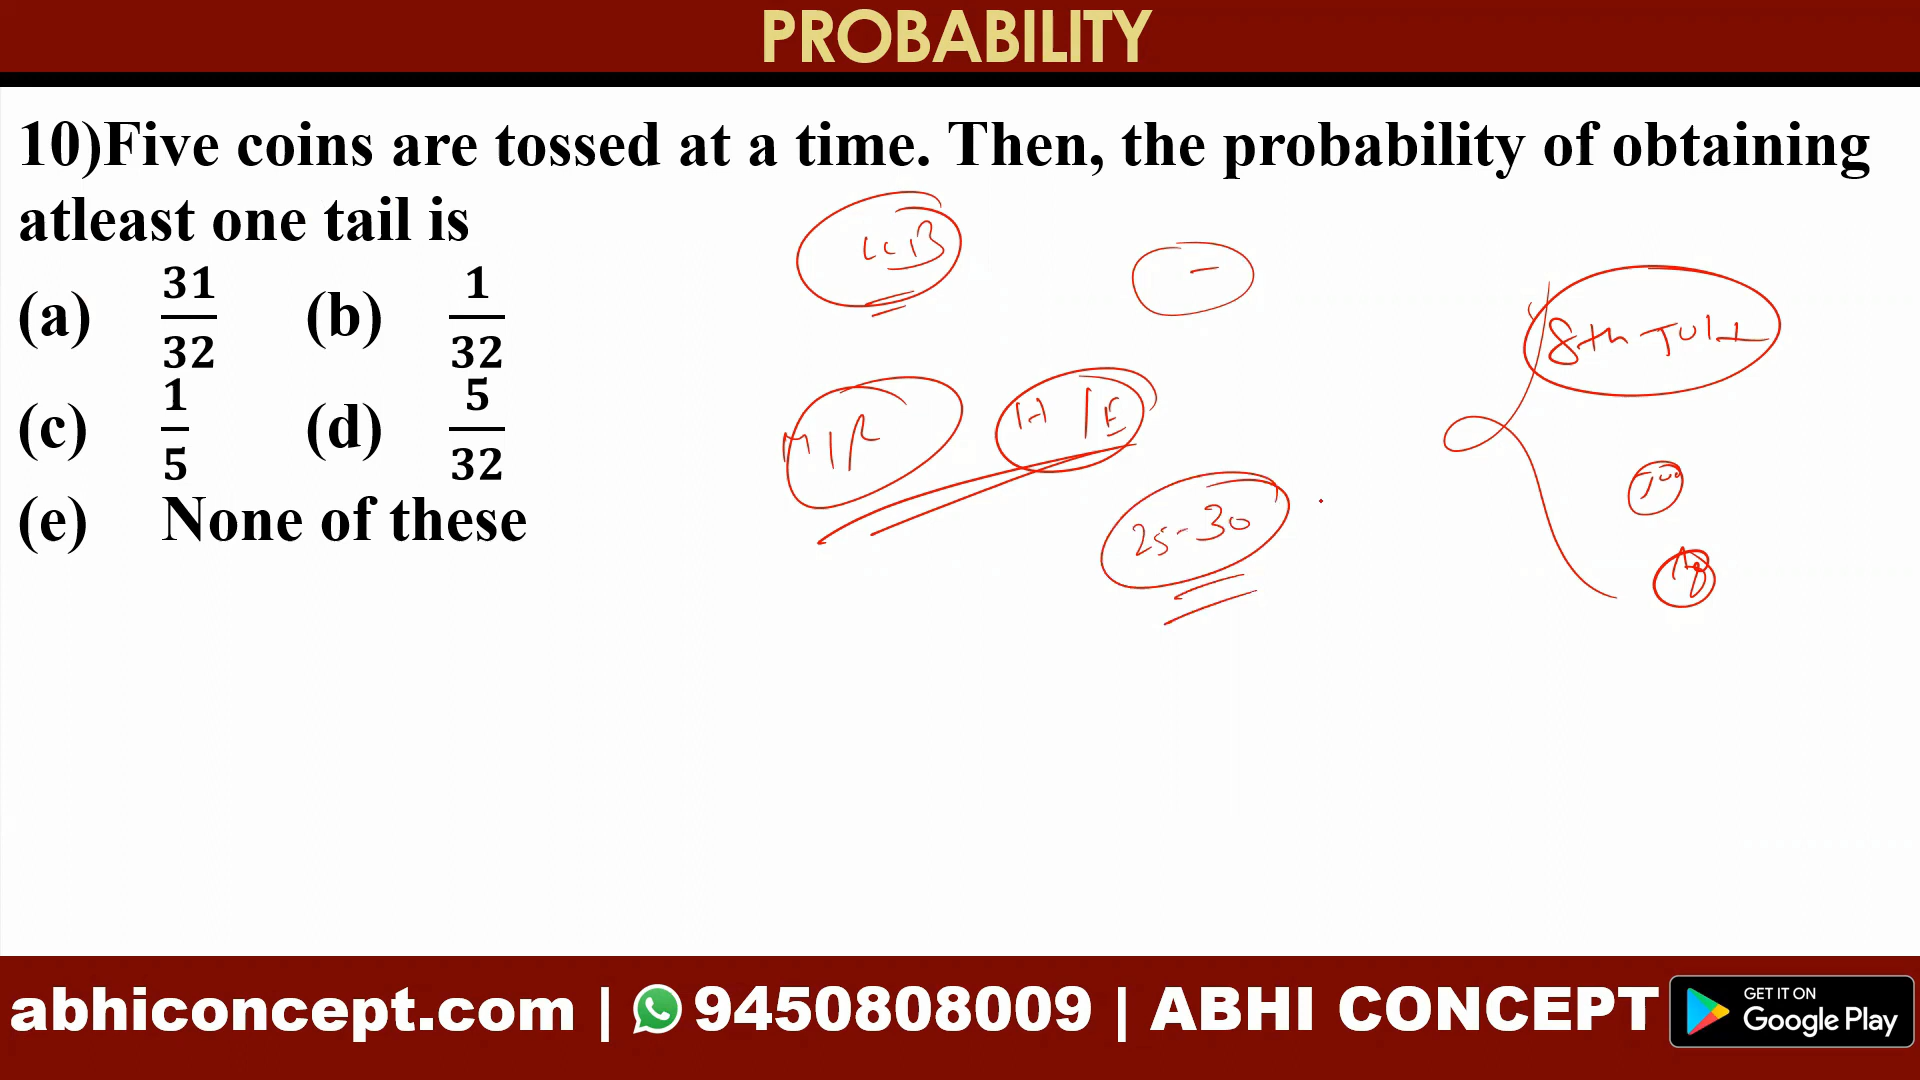 PROBABILITY
10)Five coins are tossed at a time. Then, the probability of obtaining
atleast one tail is
(a) 31/32 (b) 1/32
(c) 1/5 (d) 5/32
(e) None of these
8th July
M/R
H/E
25-30
abhiconcept.com | 9450808009 | ABHI CONCEPT
GET IT ON
Google Play